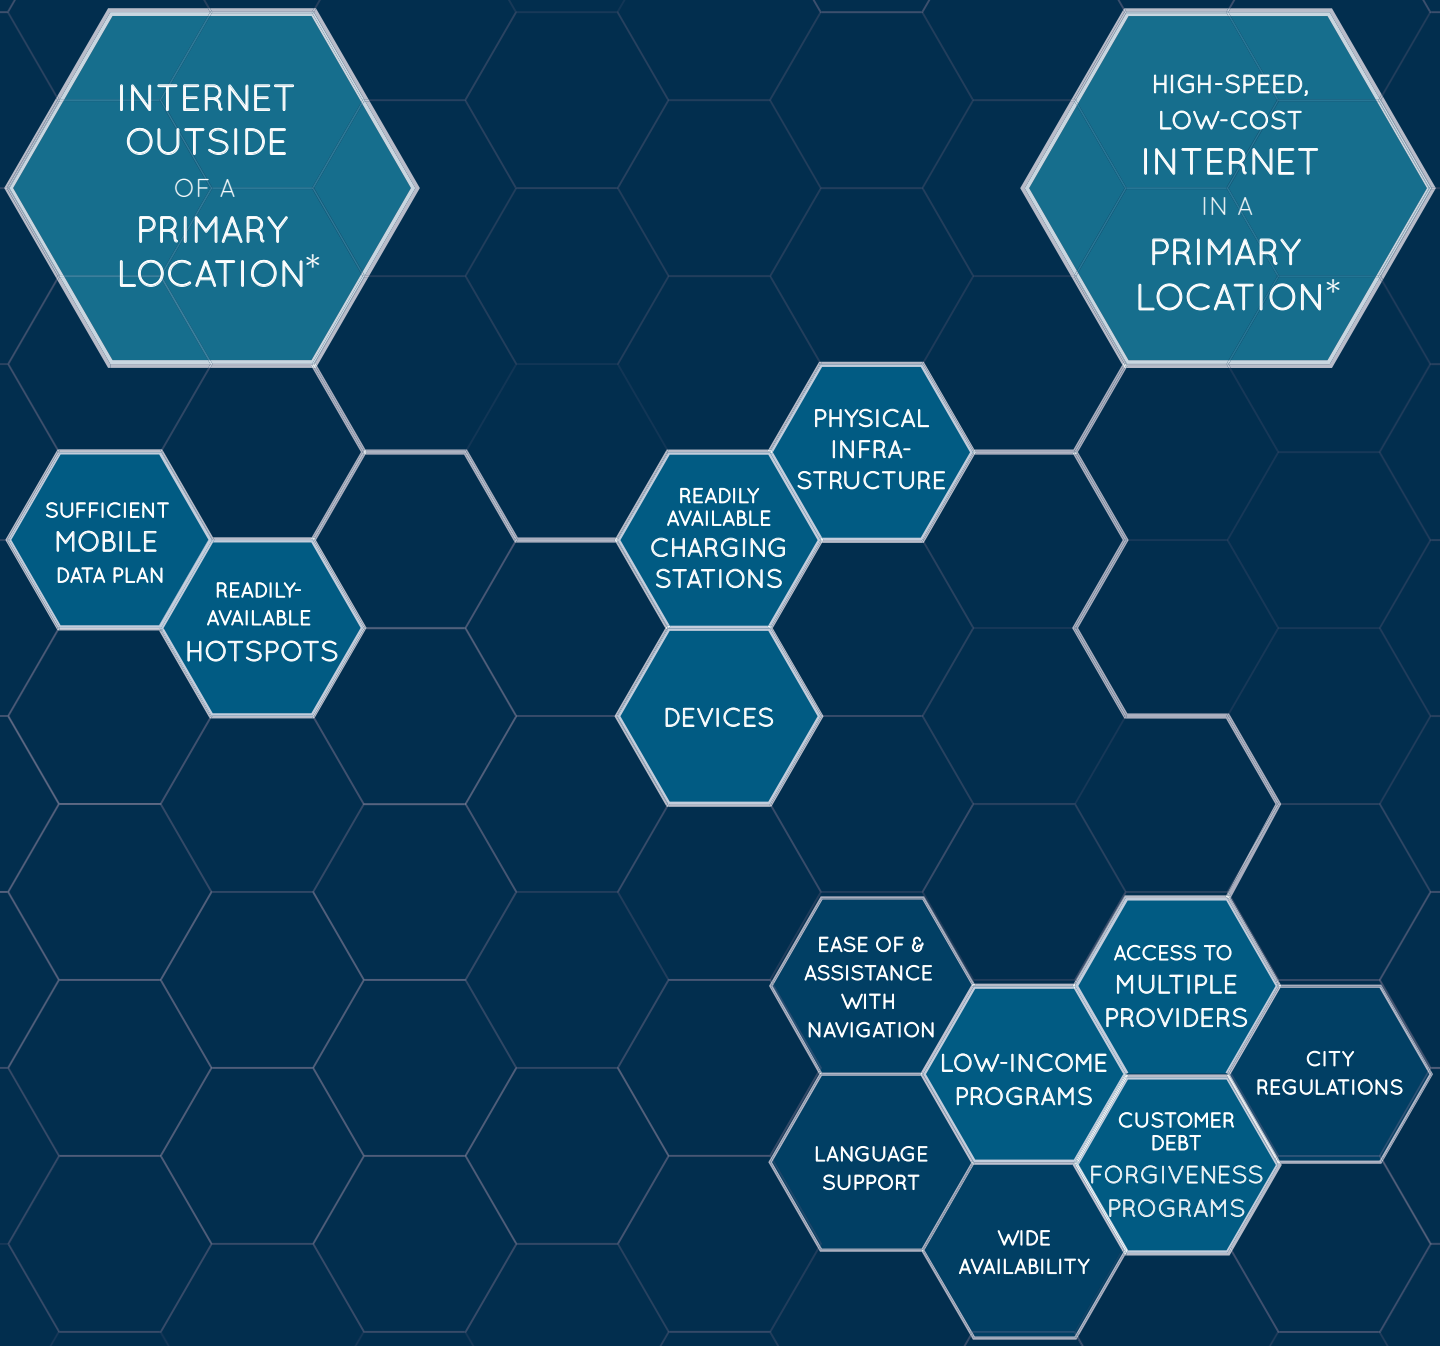 INTERNET
OUTSIDE
OF A
PRIMARY
LOCATION*
HIGH-SPEED,
LOW-COST
INTERNET
IN A
PRIMARY
LOCATION*
PHYSICAL
INFRA-
STRUCTURE
READILY
AVAILABLE
CHARGING
STATIONS
SUFFICIENT
MOBILE
DATA PLAN
READILY-
AVAILABLE
HOTSPOTS
DEVICES
EASE OF &
ASSISTANCE
WITH
NAVIGATION
ACCESS TO
MULTIPLE
PROVIDERS
LOW-INCOME
PROGRAMS
CITY
REGULATIONS
CUSTOMER
DEBT
FORGIVENESS
PROGRAMS
LANGUAGE
SUPPORT
WIDE
AVAILABILITY